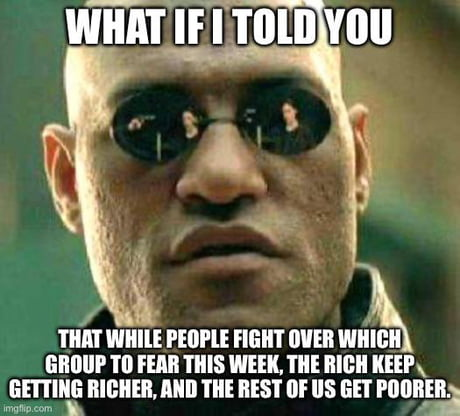 WHAT IF I TOLD YOU
THAT WHILE PEOPLE FIGHT OVER WHICH
GROUP TO FEAR THIS WEEK, THE RICH KEEP
GETTING RICHER, AND THE REST OF US GET POORER.
imgflip.com